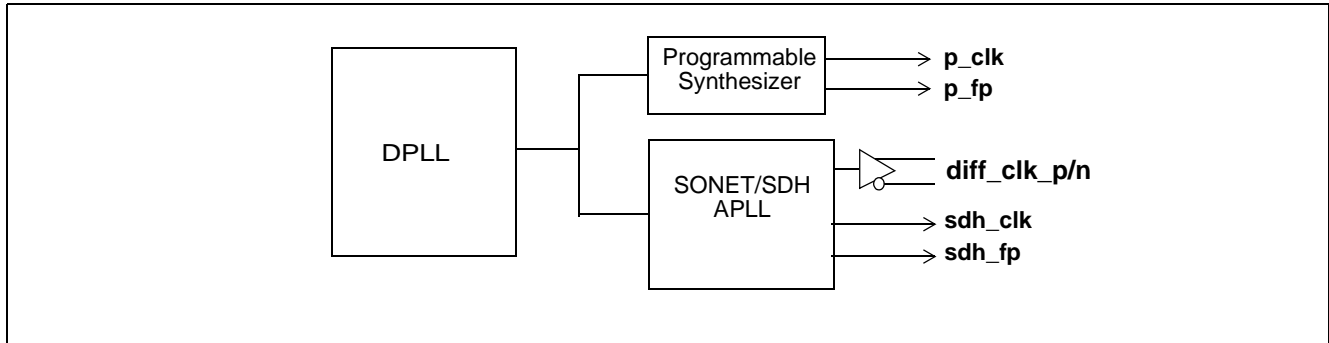 DPLL
Programmable
Synthesizer
p_clk
p_fp
SONET/SDH
APLL
diff_clk_p/n
sdh_clk
sdh_fp